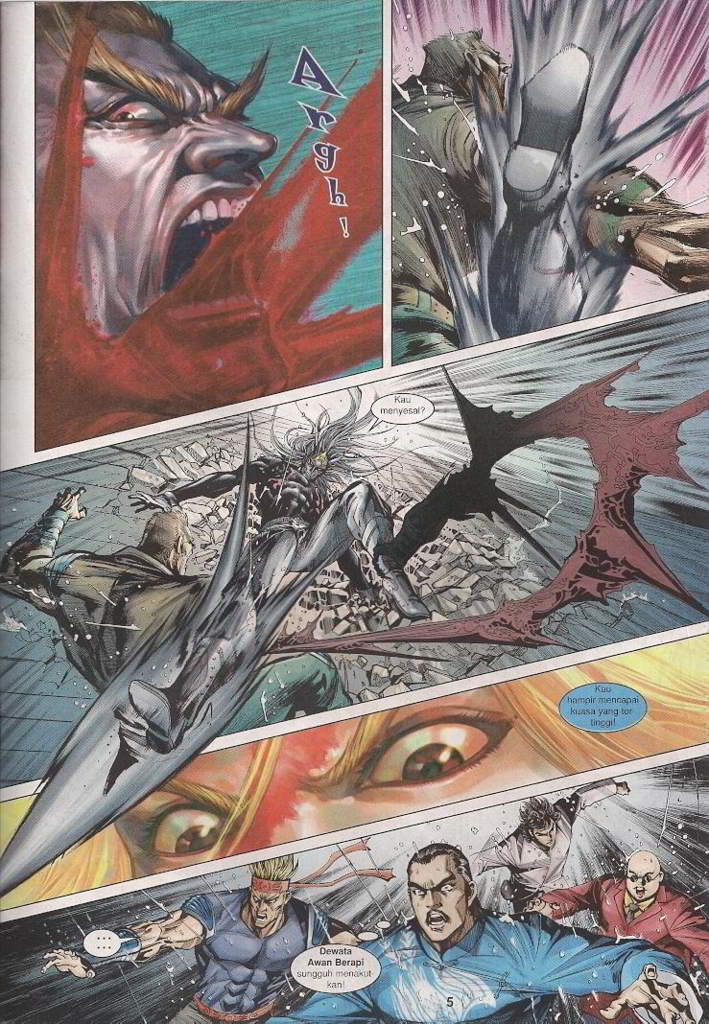 Argh!
Kau
menyesal?
Kau
hampir mencapai
kuasa yang ter
tinggi!
...
Dewata
Awan Berapi
sungguh menakut
kan!
5